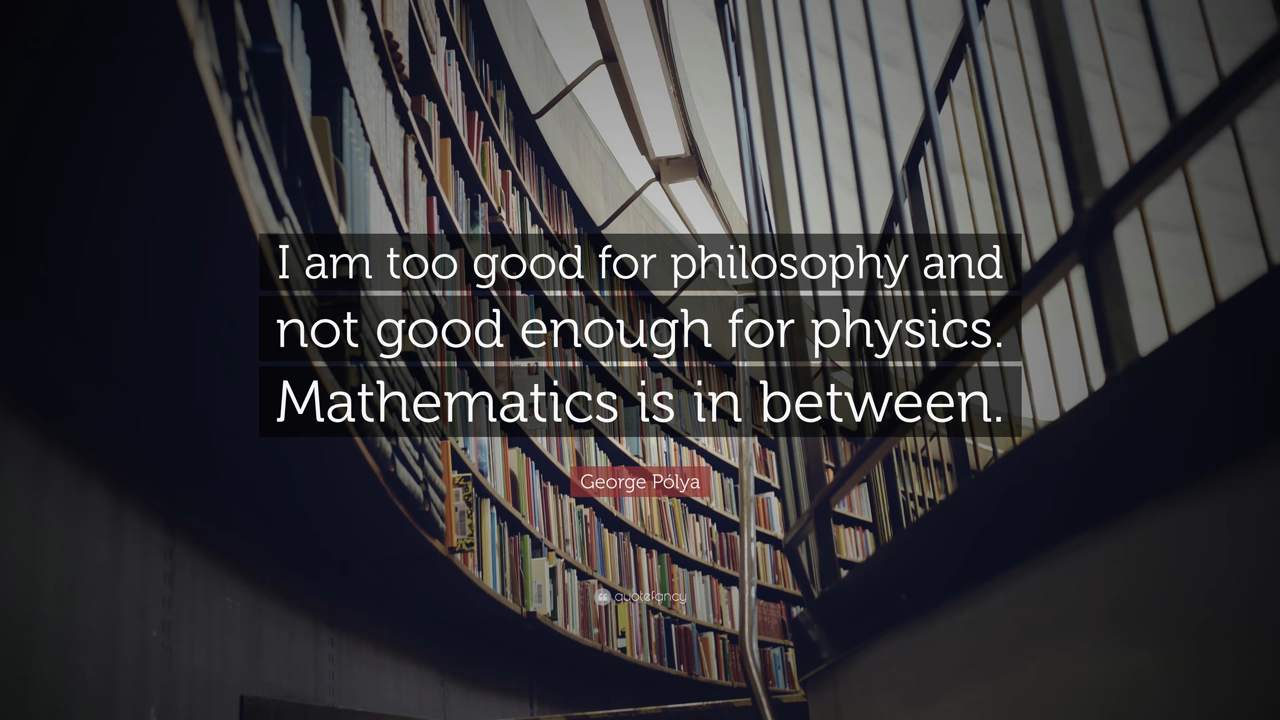 I am too good for philosophy and
not good enough for physics.
Mathematics is in between.
George Pólya
quotefancy